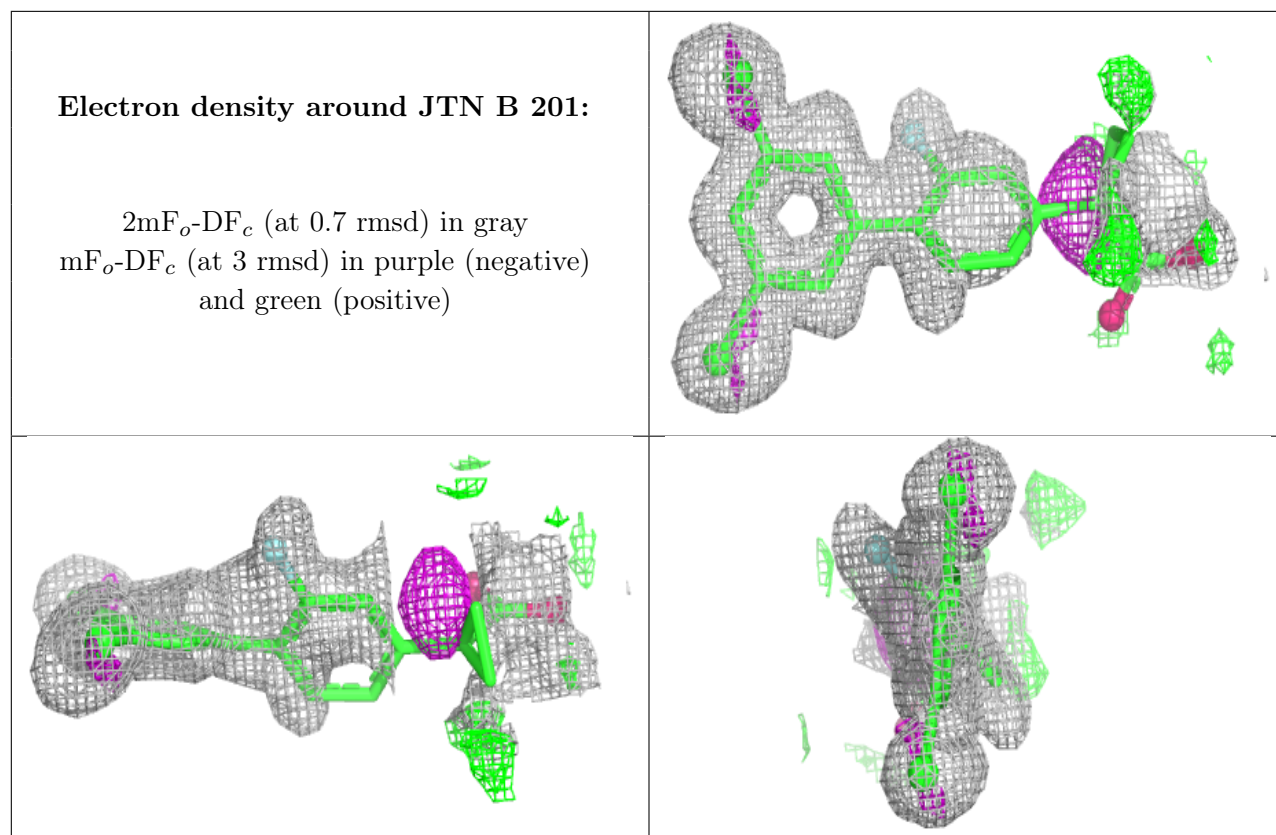 Electron density around JTN B 201:
2mFo-DFc (at 0.7 rmsd) in gray
mFo-DFc (at 3 rmsd) in purple (negative)
and green (positive)